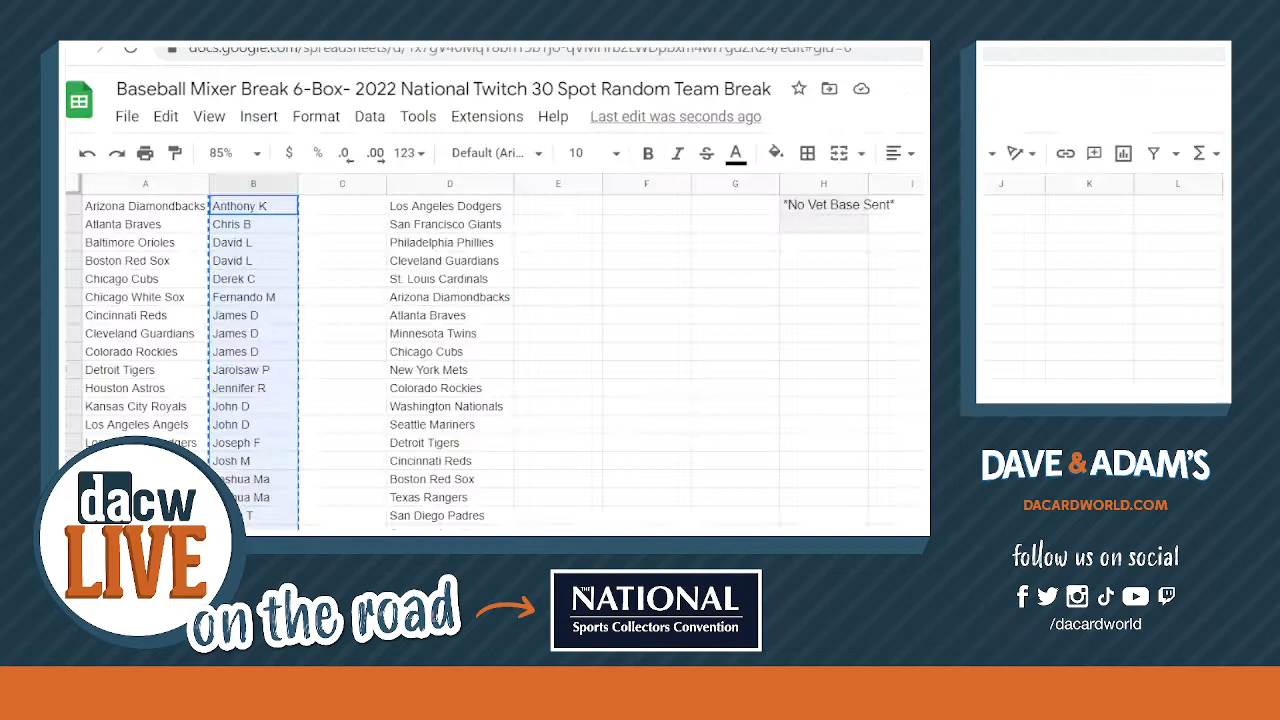 Baseball Mixer Break 6-Box- 2022 National Twitch 30 Spot Random Team Break
File Edit View Insert Format Data Tools Extensions Help Last edit was seconds ago
85% $ % .0 .00 123 Default (Ari... 10 B I S A Σ
A B C D E F G H I J K L
Arizona Diamondbacks Anthony K Los Angeles Dodgers *No Vet Base Sent*
Atlanta Braves Chris B San Francisco Giants
Baltimore Orioles David L Philadelphia Phillies
Boston Red Sox David L Cleveland Guardians
Chicago Cubs Derek C St. Louis Cardinals
Chicago White Sox Fernando M Arizona Diamondbacks
Cincinnati Reds James D Atlanta Braves
Cleveland Guardians James D Minnesota Twins
Colorado Rockies James D Chicago Cubs
Detroit Tigers Jarolsaw P New York Mets
Houston Astros Jennifer R Colorado Rockies
Kansas City Royals John D Washington Nationals
Los Angeles Angels John D Seattle Mariners
Joseph F Detroit Tigers
Josh M Cincinnati Reds
Ma Boston Red Sox
Ma Texas Rangers
T San Diego Padres
dacw
LIVE
on the road
THE
NATIONAL
Sports Collectors Convention
DAVE & ADAM'S
DACARDWORLD.COM
follow us on social
/dacardworld